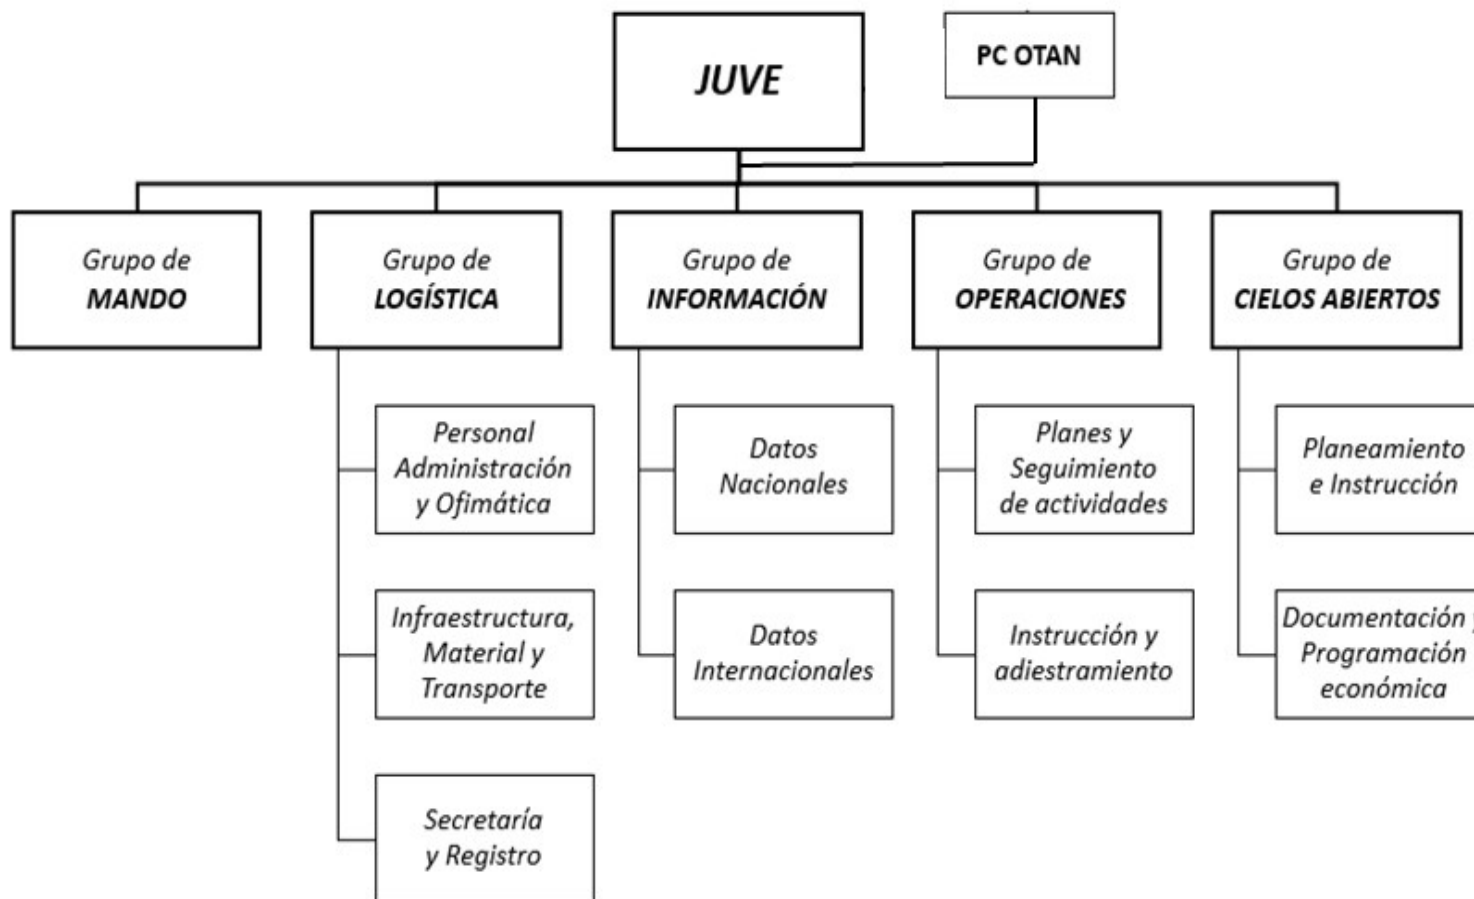 JUVE
PC OTAN
Grupo de
MANDO
Grupo de
LOGÍSTICA
Grupo de
INFORMACIÓN
Grupo de
OPERACIONES
Grupo de
CIELOS ABIERTOS
Personal
Administración
y Ofimática
Datos
Nacionales
Planes y
Seguimiento
de actividades
Planeamiento
e Instrucción
Infraestructura,
Material y
Transporte
Datos
Internacionales
Instrucción y
adiestramiento
Documentación y
Programación
económica
Secretaría
y Registro